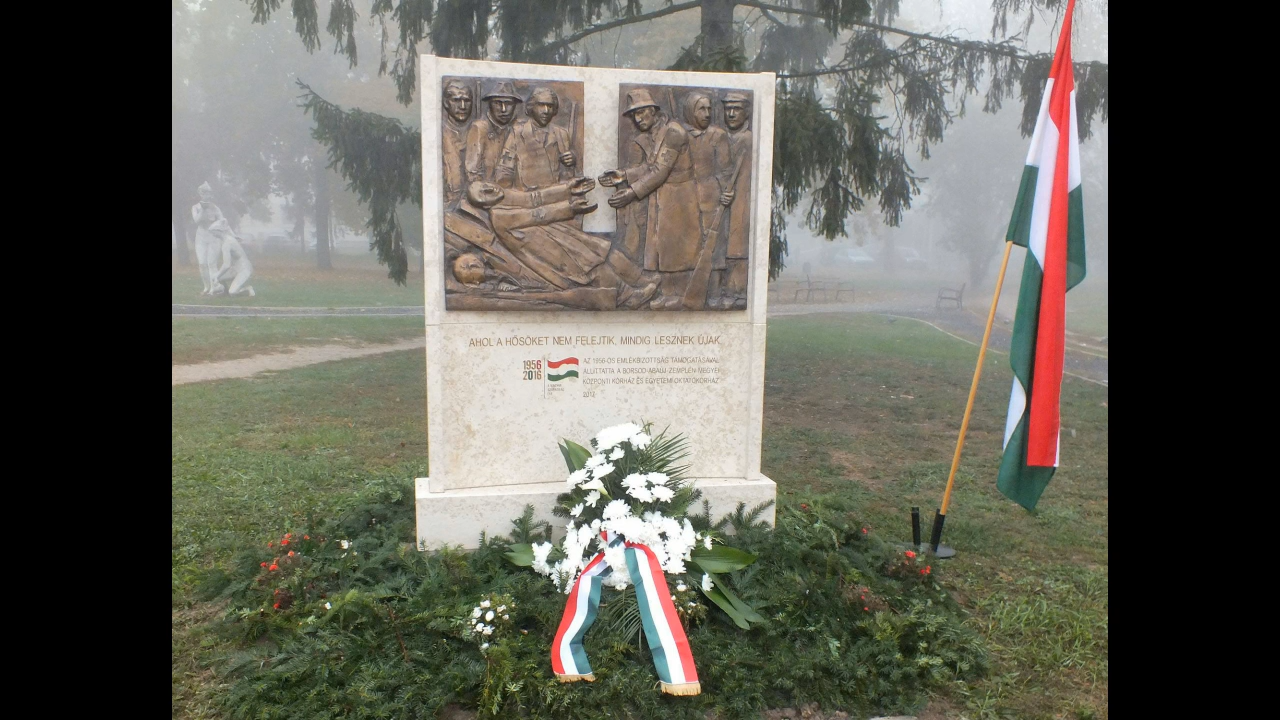 AHOL A HŐSÖKET NEM FELEJTIK, MINDIG LESZNEK ÚJAK.
1956
2016
AZ 1956-OS EMLÉKBIZOTTSÁG TÁMOGATÁSÁVAL
ÁLLÍTTATTA A BORSOD-ABAÚJ-ZEMPLÉN MEGYEI
KÖZPONTI KÓRHÁZ ÉS EGYETEMI OKTATÓKÓRHÁZ